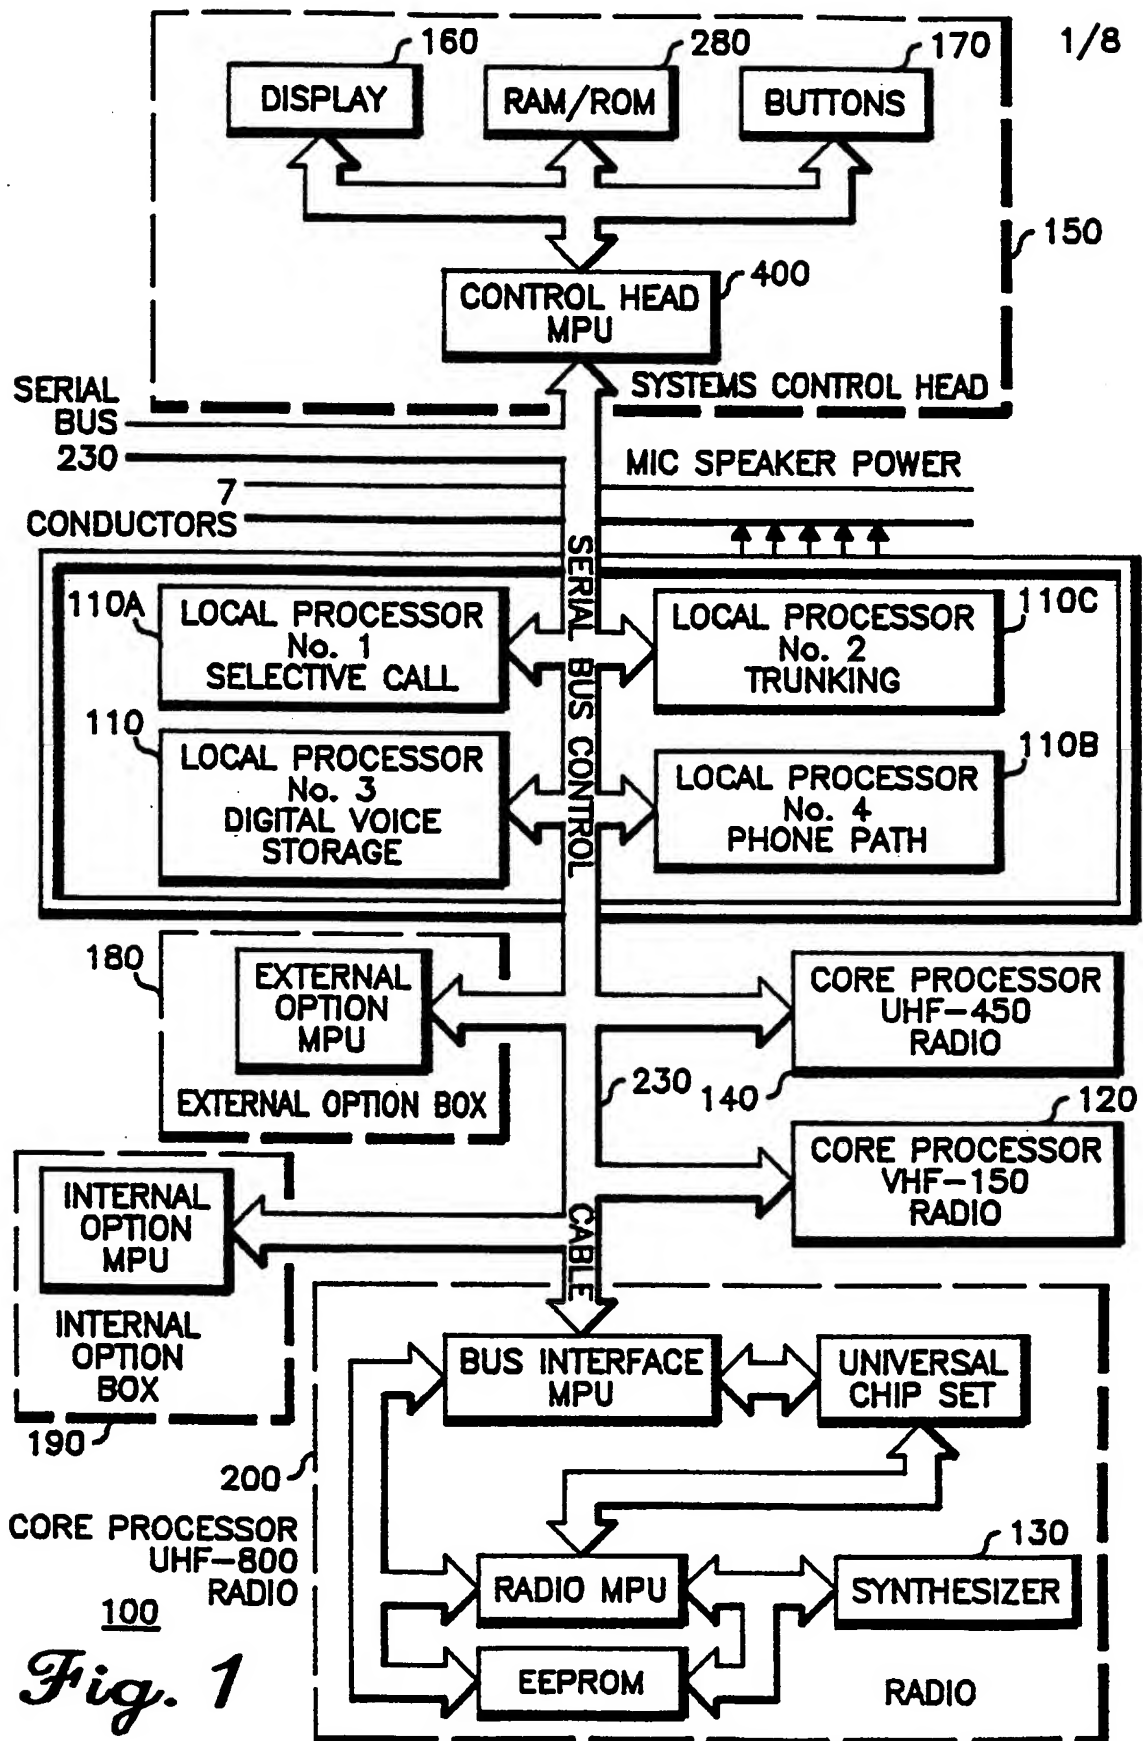 1/8
160
280
170
DISPLAY
RAM/ROM
BUTTONS
150
400
CONTROL HEAD
MPU
SYSTEMS CONTROL HEAD
SERIAL
BUS
230
MIC SPEAKER POWER
7
CONDUCTORS
SERIAL BUS CONTROL
110A
LOCAL PROCESSOR
No. 1
SELECTIVE CALL
110C
LOCAL PROCESSOR
No. 2
TRUNKING
110
LOCAL PROCESSOR
No. 3
DIGITAL VOICE
STORAGE
110B
LOCAL PROCESSOR
No. 4
PHONE PATH
180
EXTERNAL
OPTION
MPU
EXTERNAL OPTION BOX
CORE PROCESSOR
UHF-450
RADIO
140
230
120
CORE PROCESSOR
VHF-150
RADIO
INTERNAL
OPTION
MPU
INTERNAL
OPTION
BOX
190
CABLE
BUS INTERFACE
MPU
UNIVERSAL
CHIP SET
200
CORE PROCESSOR
UHF-800
RADIO
RADIO MPU
130
SYNTHESIZER
EEPROM
RADIO
100
Fig. 1